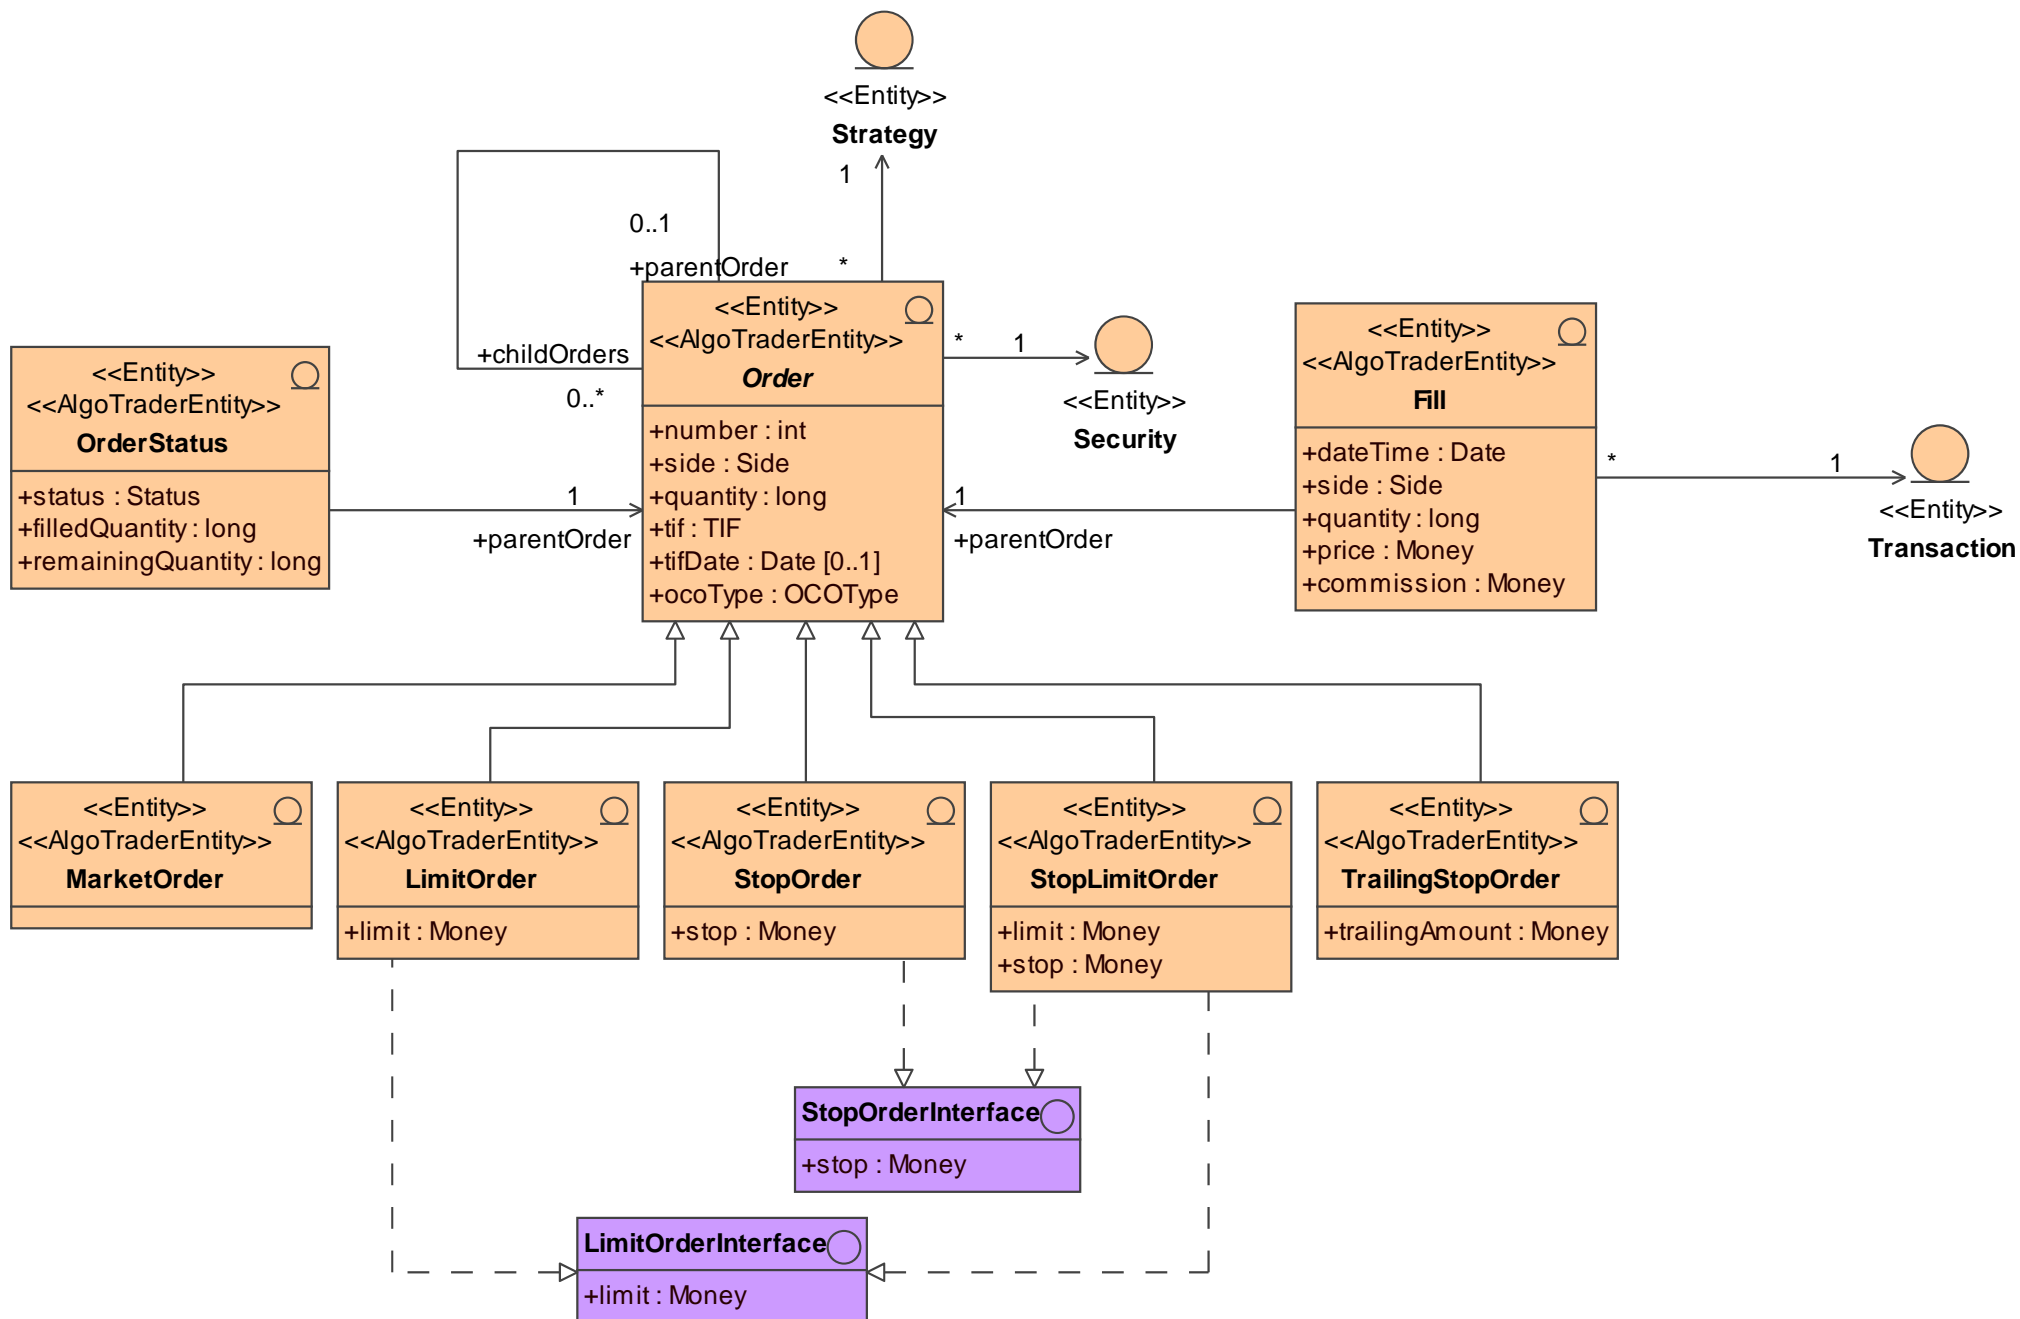 <<Entity>>
Strategy
1
0..1
+parentOrder
*
+childOrders
0..*
<<Entity>>
<<AlgoTraderEntity>>
Order
+number : int
+side : Side
+quantity : long
+tif : TIF
+tifDate : Date [0..1]
+ocoType : OCOType
*
1
<<Entity>>
Security
<<Entity>>
<<AlgoTraderEntity>>
OrderStatus
+status : Status
+filledQuantity : long
+remainingQuantity : long
1
+parentOrder
1
+parentOrder
<<Entity>>
<<AlgoTraderEntity>>
Fill
+dateTime : Date
+side : Side
+quantity : long
+price : Money
+commission : Money
*
1
<<Entity>>
Transaction
<<Entity>>
<<AlgoTraderEntity>>
MarketOrder
<<Entity>>
<<AlgoTraderEntity>>
LimitOrder
+limit : Money
<<Entity>>
<<AlgoTraderEntity>>
StopOrder
+stop : Money
<<Entity>>
<<AlgoTraderEntity>>
StopLimitOrder
+limit : Money
+stop : Money
<<Entity>>
<<AlgoTraderEntity>>
TrailingStopOrder
+trailingAmount : Money
StopOrderInterface
+stop : Money
LimitOrderInterface
+limit : Money